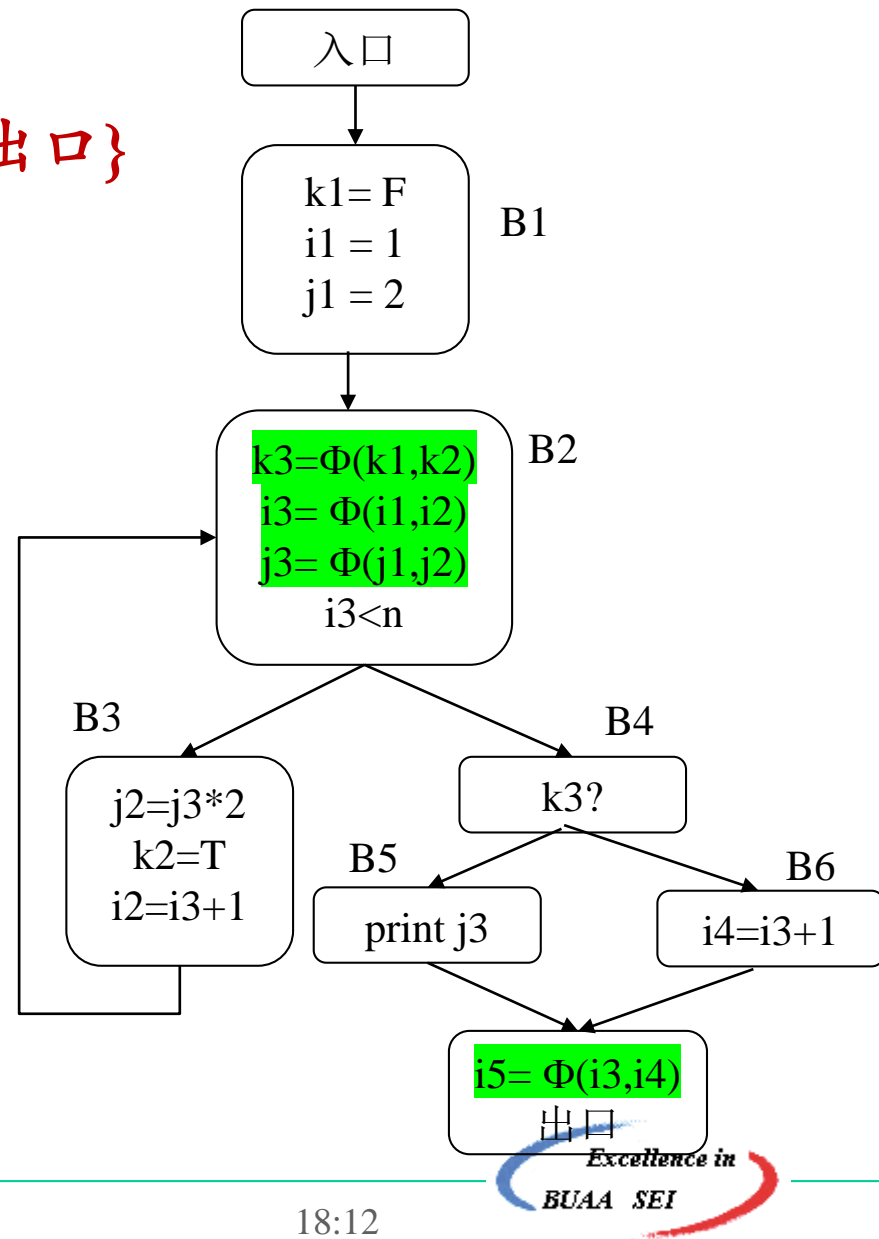 入口
出口}
k1= F
i1 = 1
j1 = 2
B1
k3=Φ(k1,k2)
i3= Φ(i1,i2)
j3= Φ(j1,j2)
i3<n
B2
B3
j2=j3*2
k2=T
i2=i3+1
B4
k3?
B5
print j3
B6
i4=i3+1
i5= Φ(i3,i4)
出口
Excellence in
BUAA SEI
18:12